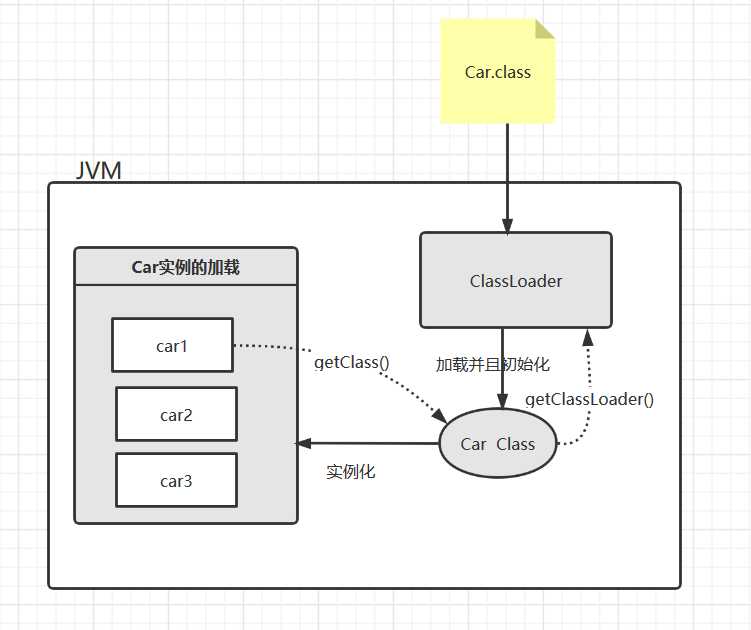 Car.class
JVM
Car实例的加载
ClassLoader
car1
getClass()
加载并且初始化
getClassLoader()
car2
Car Class
实例化
car3